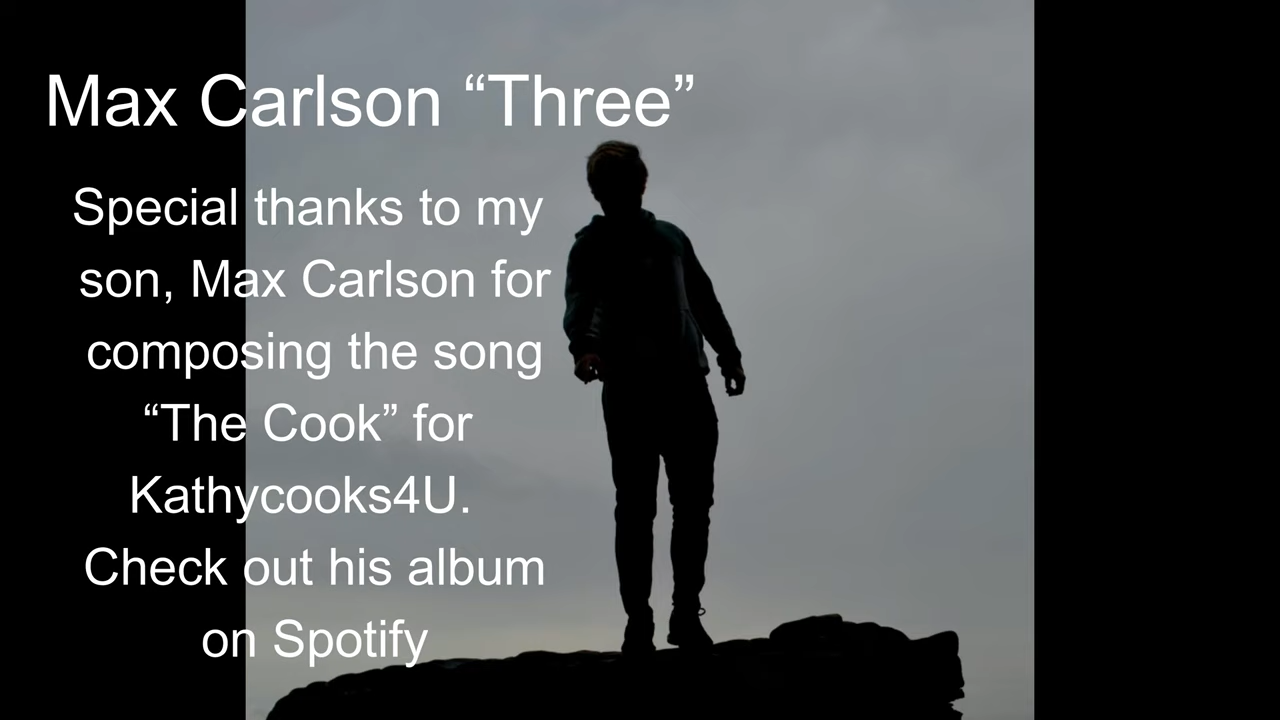 Max Carlson “Three”
Special thanks to my
son, Max Carlson for
composing the song
“The Cook” for
Kathycooks4U.
Check out his album
on Spotify